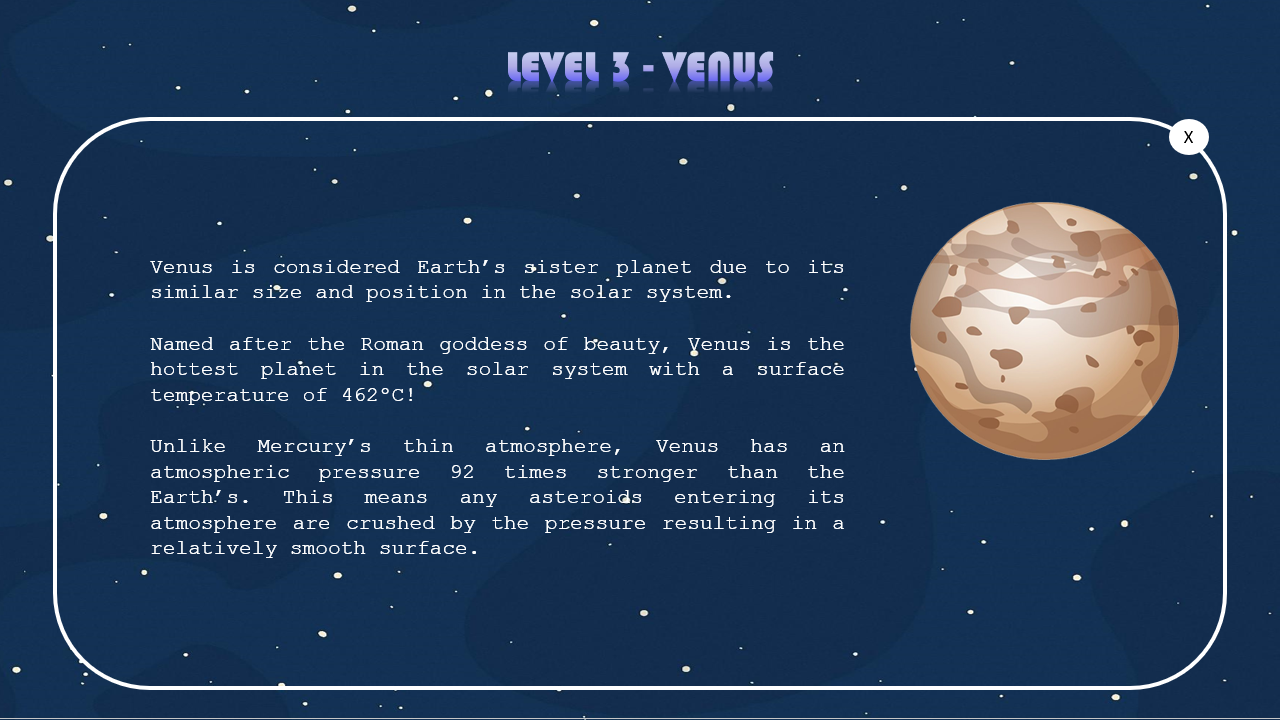 LEVEL 3 - VENUS
X
Venus is considered Earth’s sister planet due to its
similar size and position in the solar system.
Named after the Roman goddess of beauty, Venus is the
hottest planet in the solar system with a surface
temperature of 462°C!
Unlike Mercury’s thin atmosphere, Venus has an
atmospheric pressure 92 times stronger than the
Earth’s. This means any asteroids entering its
atmosphere are crushed by the pressure resulting in a
relatively smooth surface.